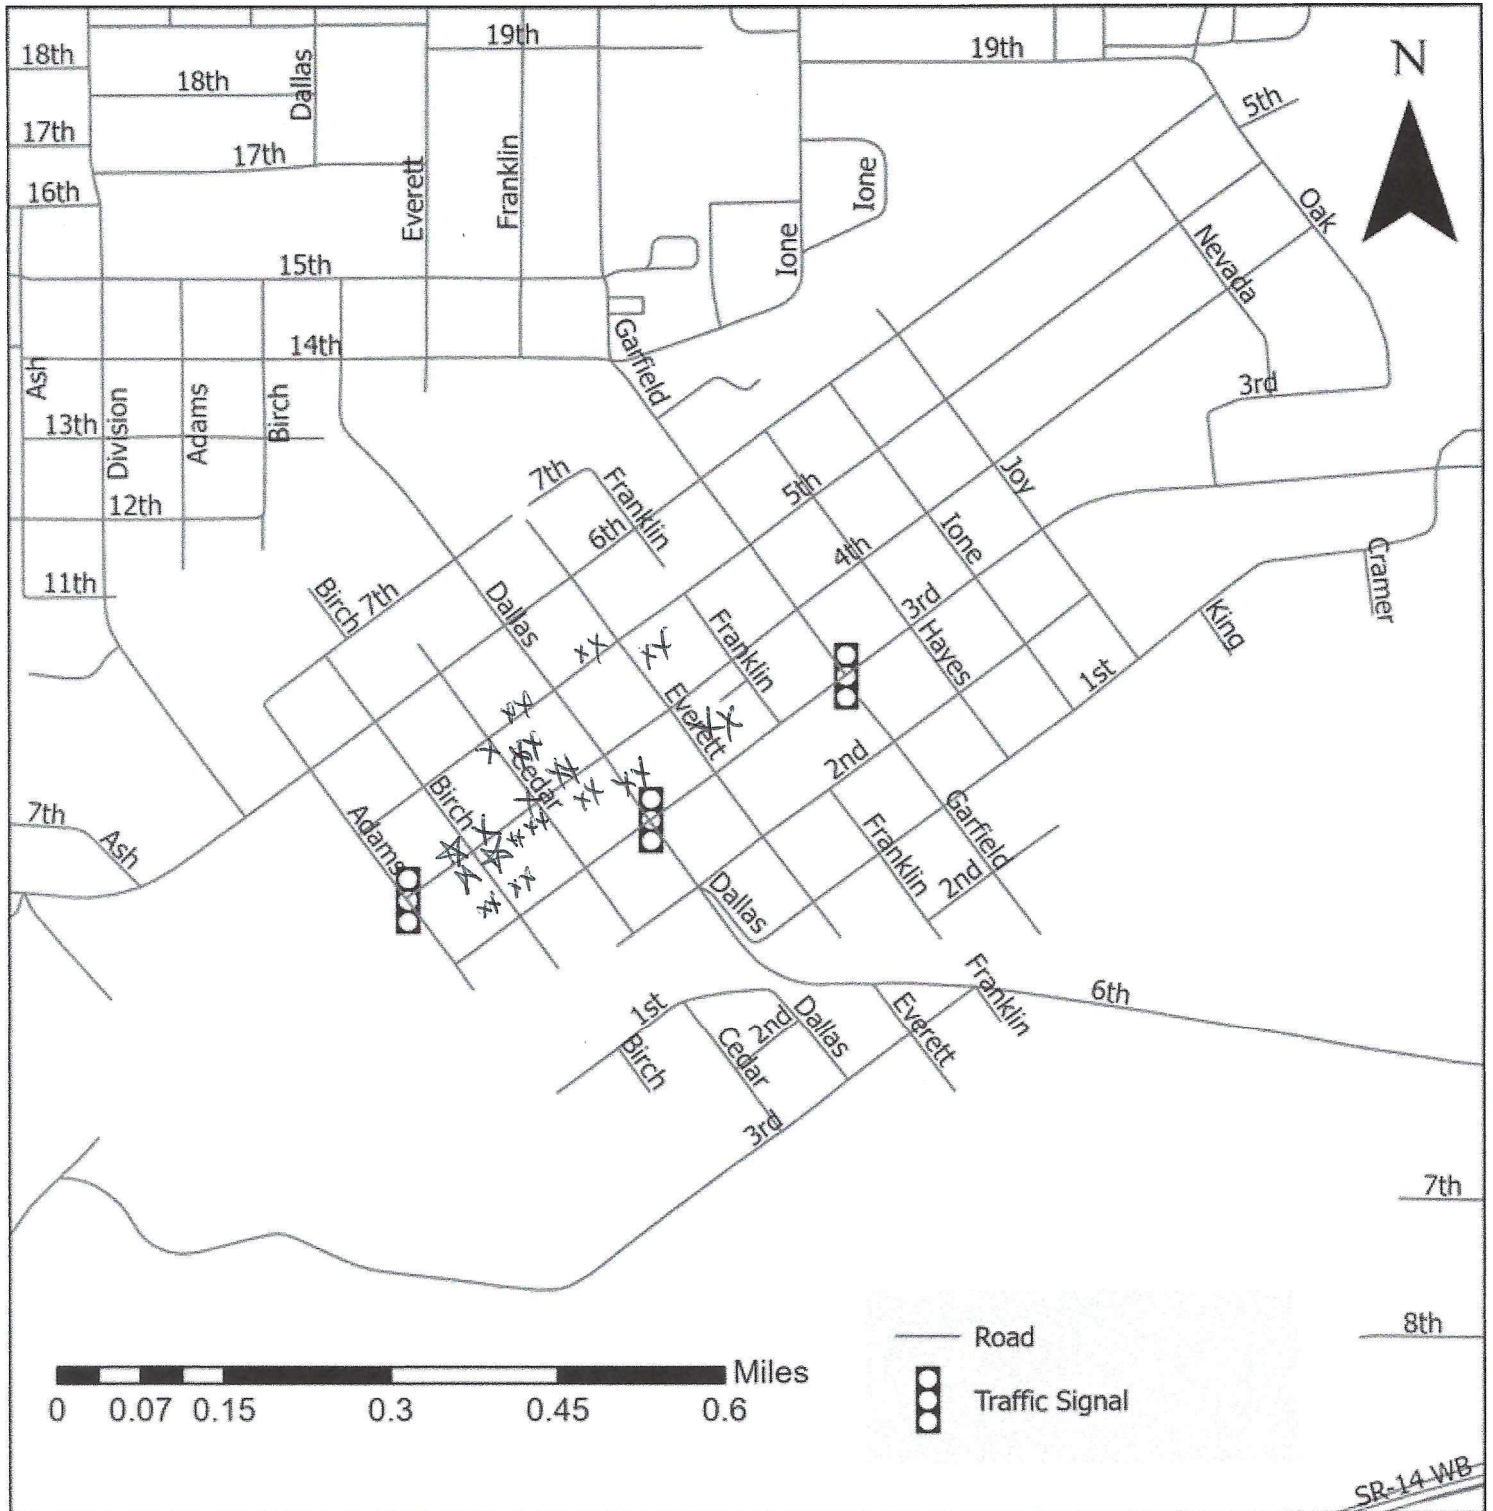 N
19th
19th
18th
18th
Dallas
5th
17th
17th
Everett
Franklin
Ione
16th
Oak
Ione
Nevada
15th
14th
Garfield
Ash
Division
Adams
Birch
3rd
13th
7th
Franklin
Joy
5th
12th
6th
4th
Ione
Cramer
11th
Birch
7th
Dallas
3rd
King
Franklin
Hayes
1st
Everett
2nd
Cedar
Birch
Adams
7th
Ash
Garfield
Franklin
2nd
Dallas
Franklin
6th
1st
2nd
Dallas
Everett
Birch
Cedar
3rd
7th
8th
Road
Miles
0 0.07 0.15 0.3 0.45 0.6
Traffic Signal
SR-14 WB